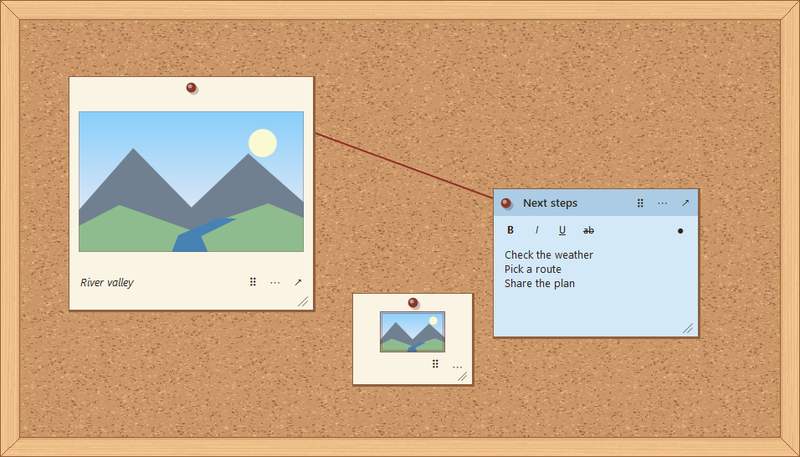 River valley
Next steps
B I U ab
Check the weather
Pick a route
Share the plan